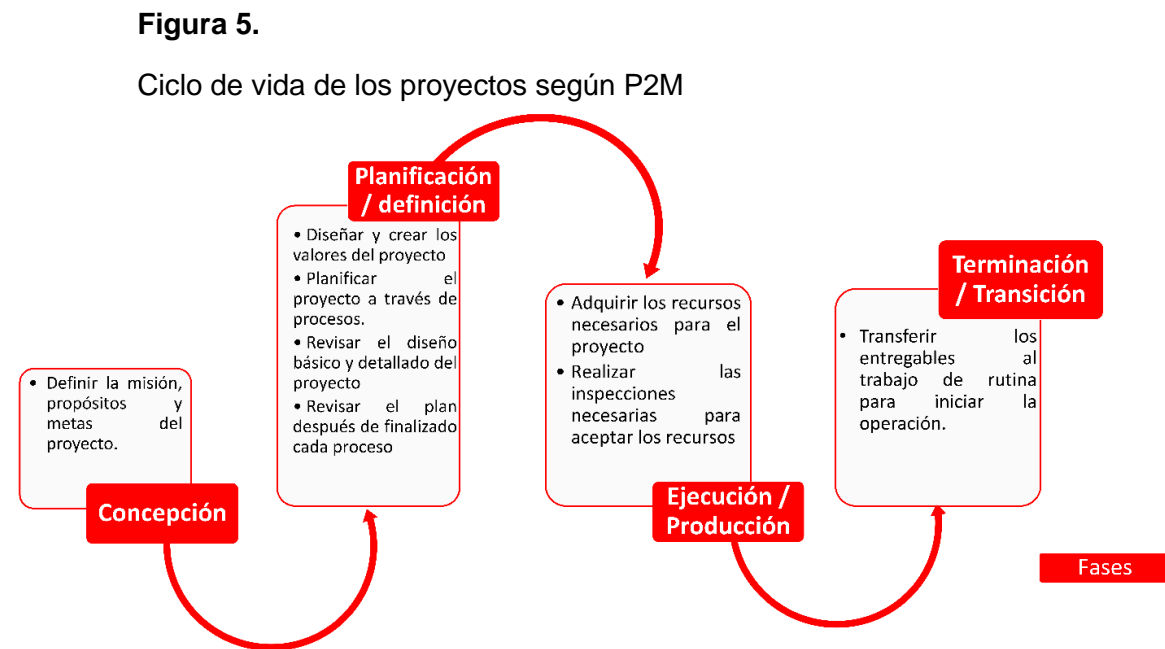 Figura 5.
Ciclo de vida de los proyectos según P2M
• Definir la misión,
propósitos y
metas del
proyecto.
Concepción
Planificación
/ definición
• Diseñar y crear los
valores del proyecto
• Planificar el
proyecto a través de
procesos.
• Revisar el diseño
básico y detallado del
proyecto
• Revisar el plan
después de finalizado
cada proceso
• Adquirir los recursos
necesarios para el
proyecto
• Realizar las
inspecciones
necesarias para
aceptar los recursos
Ejecución /
Producción
Terminación
/ Transición
• Transferir los
entregables al
trabajo de rutina
para iniciar la
operación.
Fases